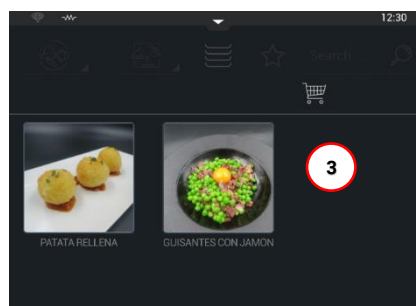 12:30
Search
3
PATATA RELLENA
GUISANTES CON JAMON